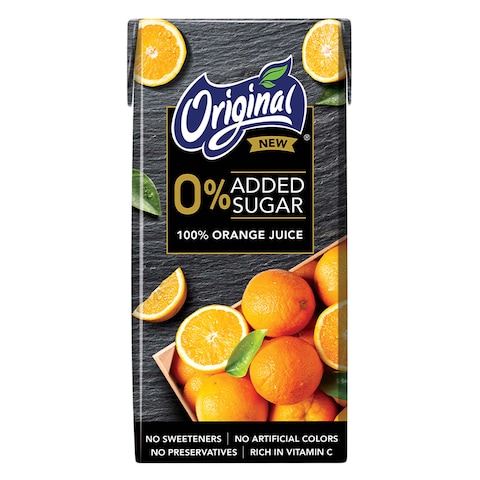 Original
NEW ®
0% ADDED
SUGAR
100% ORANGE JUICE
NO SWEETENERS | NO ARTIFICIAL COLORS
NO PRESERVATIVES | RICH IN VITAMIN C